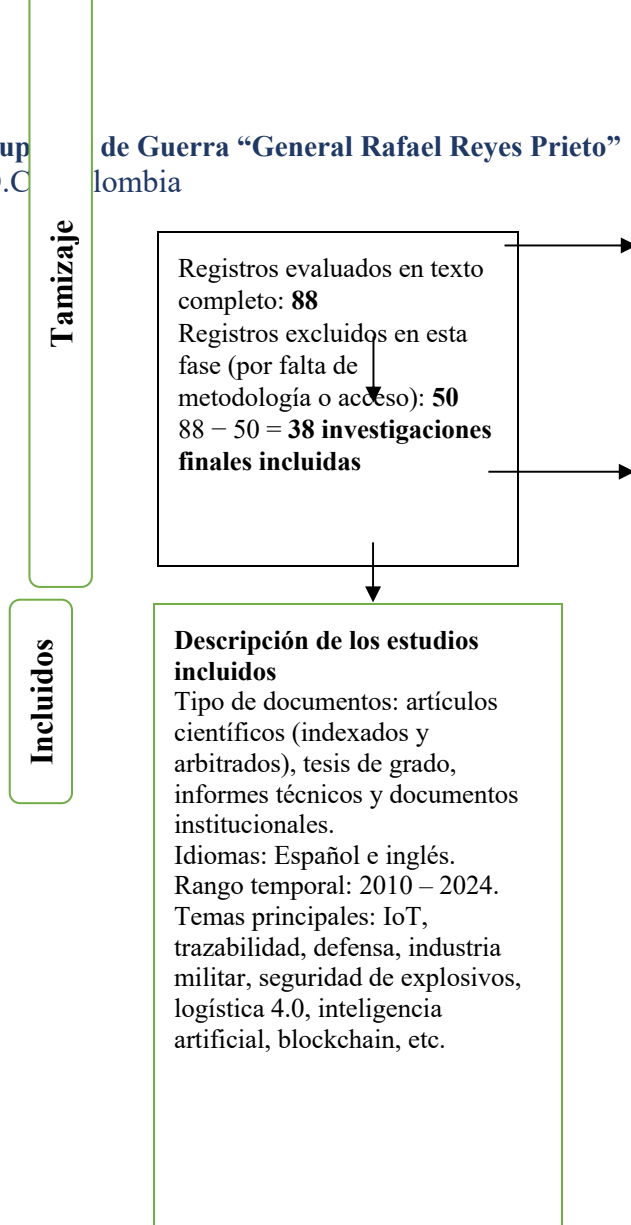 de Guerra “General Rafael Reyes Prieto”
Tamizaje
Registros evaluados en texto
completo: 88
Registros excluidos en esta
fase (por falta de
metodología o acceso): 50
88 − 50 = 38 investigaciones
finales incluidas
Incluidos
Descripción de los estudios
incluidos
Tipo de documentos: artículos
científicos (indexados y
arbitrados), tesis de grado,
informes técnicos y documentos
institucionales.
Idiomas: Español e inglés.
Rango temporal: 2010 – 2024.
Temas principales: IoT,
trazabilidad, defensa, industria
militar, seguridad de explosivos,
logística 4.0, inteligencia
artificial, blockchain, etc.